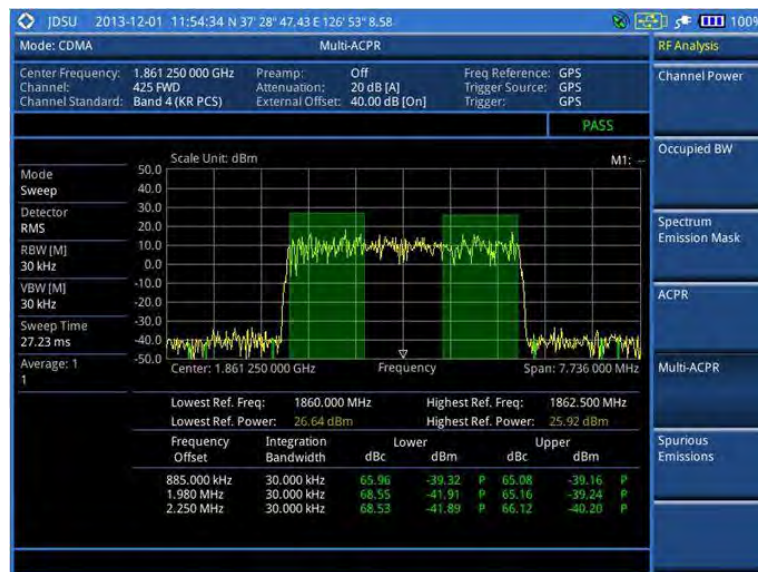 JDSU 2013-12-01 11:54:34 N 37' 28" 47.43 E 126' 53" 8.58 100%
Mode: CDMA Multi-ACPR RF Analysis
Center Frequency: 1.861 250 000 GHz Preamp: Off Freq Reference: GPS
Channel: 425 FWD Attenuation: 20 dB [A] Trigger Source: GPS
Channel Standard: Band 4 (KR PCS) External Offset: 40.00 dB [On] Trigger: GPS
PASS
Channel Power
Occupied BW
Spectrum
Emission Mask
ACPR
Multi-ACPR
Spurious
Emissions
Mode
Sweep
Detector
RMS
RBW [M]
30 kHz
VBW [M]
30 kHz
Sweep Time
27.23 ms
Average: 1
1
Scale Unit: dBm M1: --
50.0
40.0
30.0
20.0
10.0
0.0
-10.0
-20.0
-30.0
-40.0
-50.0
Center: 1.861 250 000 GHz Frequency Span: 7.736 000 MHz
Lowest Ref. Freq: 1860.000 MHz Highest Ref. Freq: 1862.500 MHz
Lowest Ref. Power: 26.64 dBm Highest Ref. Power: 25.92 dBm
Frequency Integration Lower Upper
Offset Bandwidth dBc dBm dBc dBm
885.000 kHz 30.000 kHz 65.96 -39.32 P 65.08 -39.16 P
1.980 MHz 30.000 kHz 68.55 -41.91 P 65.16 -39.24 P
2.250 MHz 30.000 kHz 68.53 -41.89 P 66.12 -40.20 P